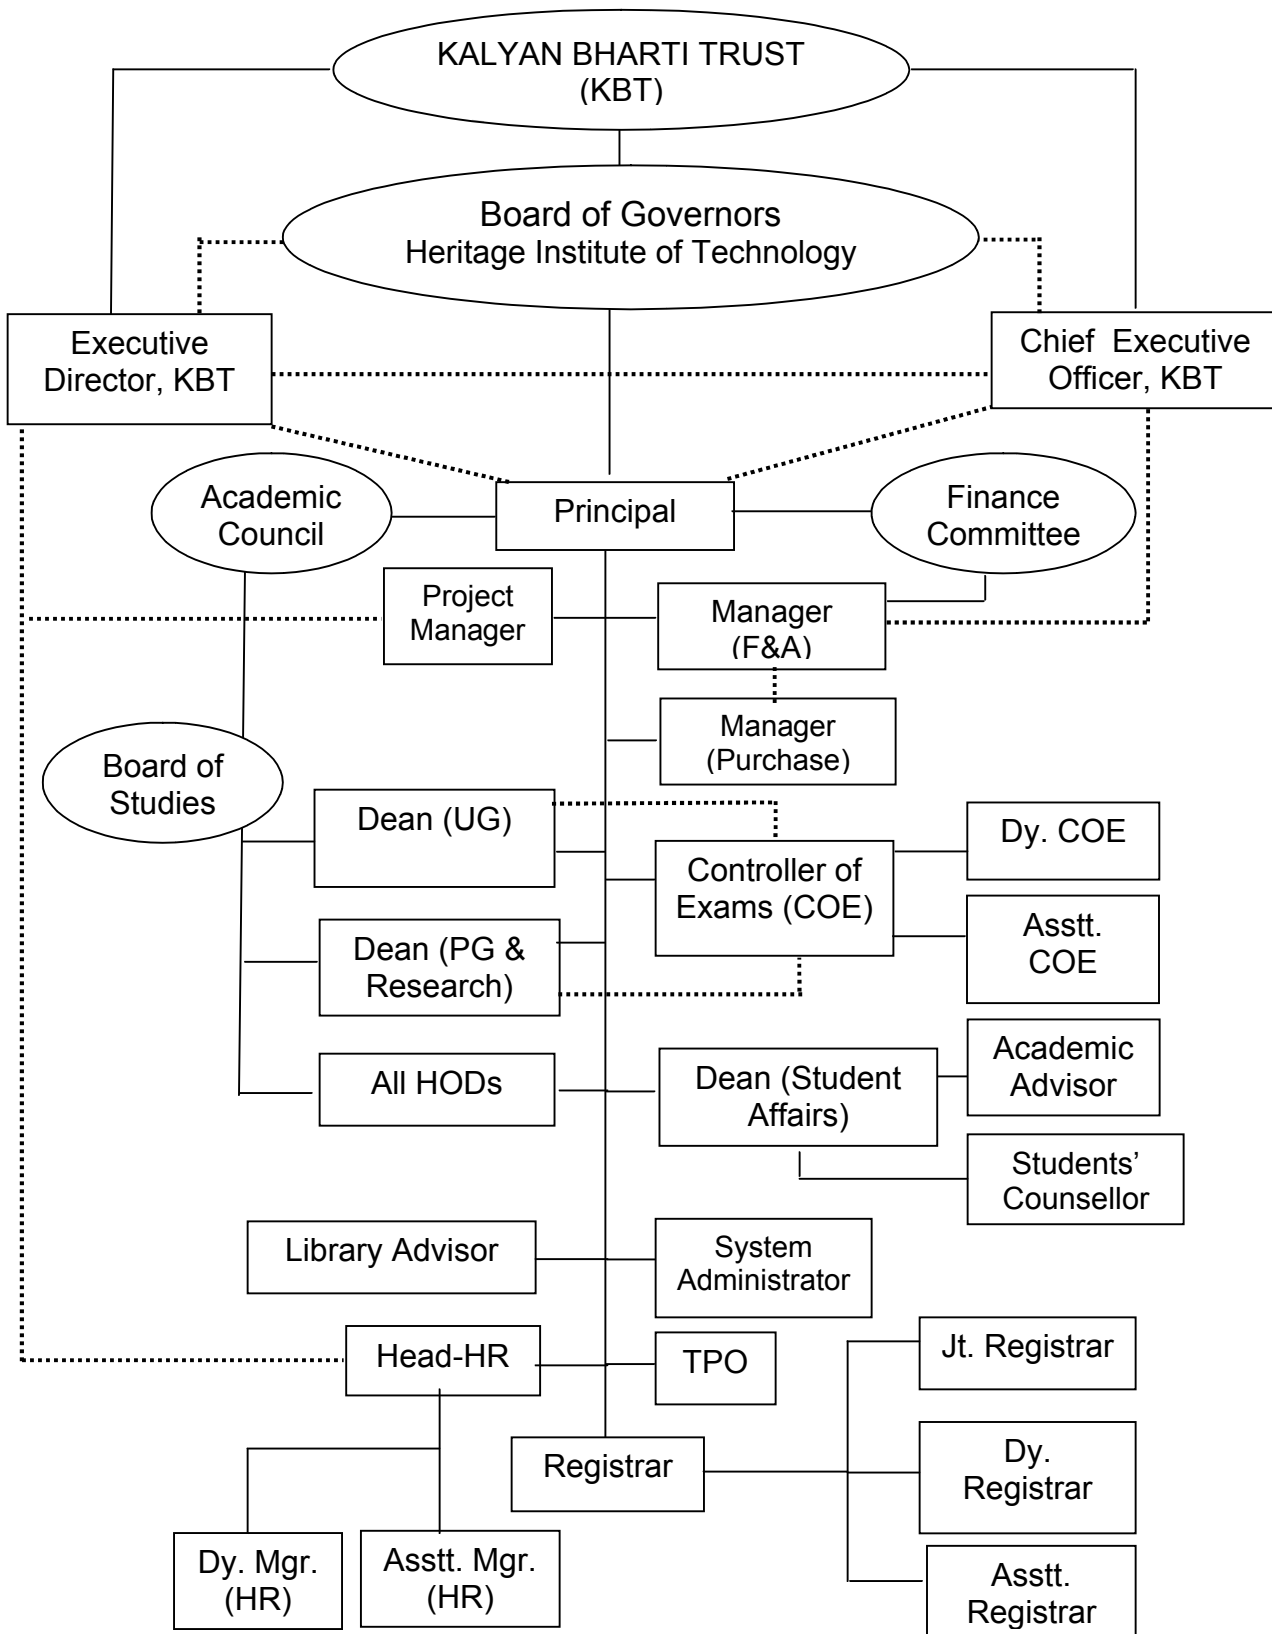 KALYAN BHARTI TRUST
(KBT)
Board of Governors
Heritage Institute of Technology
Executive
Director, KBT
Chief Executive
Officer, KBT
Academic
Council
Principal
Finance
Committee
Project
Manager
Manager
(F&A)
Manager
(Purchase)
Board of
Studies
Dean (UG)
Controller of
Exams (COE)
Dy. COE
Dean (PG &
Research)
Asstt.
COE
All HODs
Dean (Student
Affairs)
Academic
Advisor
Students’
Counsellor
Library Advisor
System
Administrator
Head-HR
TPO
Jt. Registrar
Registrar
Dy.
Registrar
Dy. Mgr.
(HR)
Asstt. Mgr.
(HR)
Asstt.
Registrar